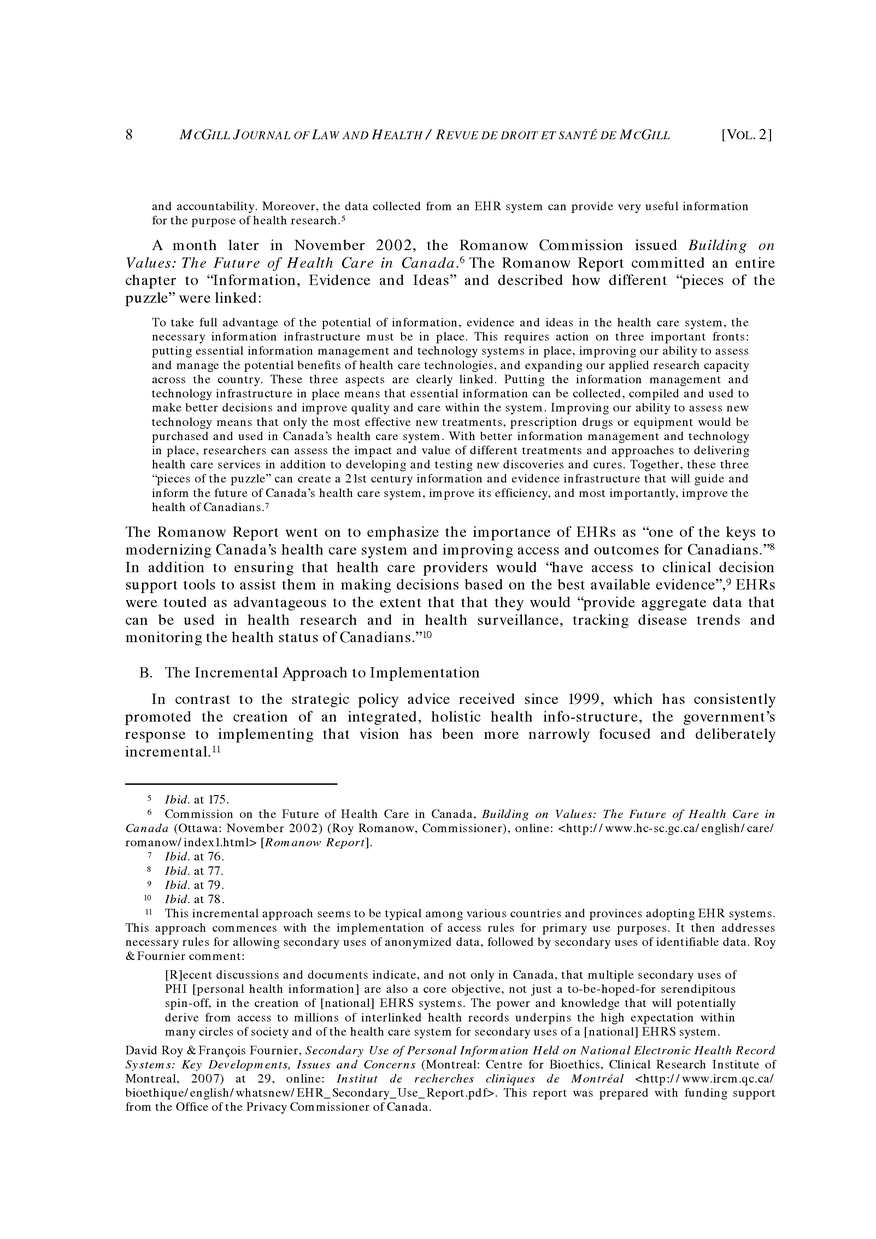 8 MCGILL JOURNAL OF LAW AND HEALTH / REVUE DE DROIT ET SANTÉ DE MCGILL [VOL. 2]
and accountability. Moreover, the data collected from an EHR system can provide very useful information
for the purpose of health research.⁵
A month later in November 2002, the Romanow Commission issued Building on
Values: The Future of Health Care in Canada.⁶ The Romanow Report committed an entire
chapter to “Information, Evidence and Ideas” and described how different “pieces of the
puzzle” were linked:
To take full advantage of the potential of information, evidence and ideas in the health care system, the
necessary information infrastructure must be in place. This requires action on three important fronts:
putting essential information management and technology systems in place, improving our ability to assess
and manage the potential benefits of health care technologies, and expanding our applied research capacity
across the country. These three aspects are clearly linked. Putting the information management and
technology infrastructure in place means that essential information can be collected, compiled and used to
make better decisions and improve quality and care within the system. Improving our ability to assess new
technology means that only the most effective new treatments, prescription drugs or equipment would be
purchased and used in Canada’s health care system. With better information management and technology
in place, researchers can assess the impact and value of different treatments and approaches to delivering
health care services in addition to developing and testing new discoveries and cures. Together, these three
“pieces of the puzzle” can create a 21st century information and evidence infrastructure that will guide and
inform the future of Canada’s health care system, improve its efficiency, and most importantly, improve the
health of Canadians.⁷
The Romanow Report went on to emphasize the importance of EHRs as “one of the keys to
modernizing Canada’s health care system and improving access and outcomes for Canadians.”⁸
In addition to ensuring that health care providers would “have access to clinical decision
support tools to assist them in making decisions based on the best available evidence”,⁹ EHRs
were touted as advantageous to the extent that that they would “provide aggregate data that
can be used in health research and in health surveillance, tracking disease trends and
monitoring the health status of Canadians.”¹⁰
B. The Incremental Approach to Implementation
In contrast to the strategic policy advice received since 1999, which has consistently
promoted the creation of an integrated, holistic health info-structure, the government’s
response to implementing that vision has been more narrowly focused and deliberately
incremental.¹¹
⁵ Ibid. at 175.
⁶ Commission on the Future of Health Care in Canada, Building on Values: The Future of Health Care in
Canada (Ottawa: November 2002) (Roy Romanow, Commissioner), online: <http://www.hc-sc.gc.ca/english/care/
romanow/index1.html> [Romanow Report].
⁷ Ibid. at 76.
⁸ Ibid. at 77.
⁹ Ibid. at 79.
¹⁰ Ibid. at 78.
¹¹ This incremental approach seems to be typical among various countries and provinces adopting EHR systems.
This approach commences with the implementation of access rules for primary use purposes. It then addresses
necessary rules for allowing secondary uses of anonymized data, followed by secondary uses of identifiable data. Roy
& Fournier comment:
[R]ecent discussions and documents indicate, and not only in Canada, that multiple secondary uses of
PHI [personal health information] are also a core objective, not just a to-be-hoped-for serendipitous
spin-off, in the creation of [national] EHRS systems. The power and knowledge that will potentially
derive from access to millions of interlinked health records underpins the high expectation within
many circles of society and of the health care system for secondary uses of a [national] EHRS system.
David Roy & François Fournier, Secondary Use of Personal Information Held on National Electronic Health Record
Systems: Key Developments, Issues and Concerns (Montreal: Centre for Bioethics, Clinical Research Institute of
Montreal, 2007) at 29, online: Institut de recherches cliniques de Montréal <http://www.ircm.qc.ca/
bioethique/english/whatsnew/EHR_Secondary_Use_Report.pdf>. This report was prepared with funding support
from the Office of the Privacy Commissioner of Canada.